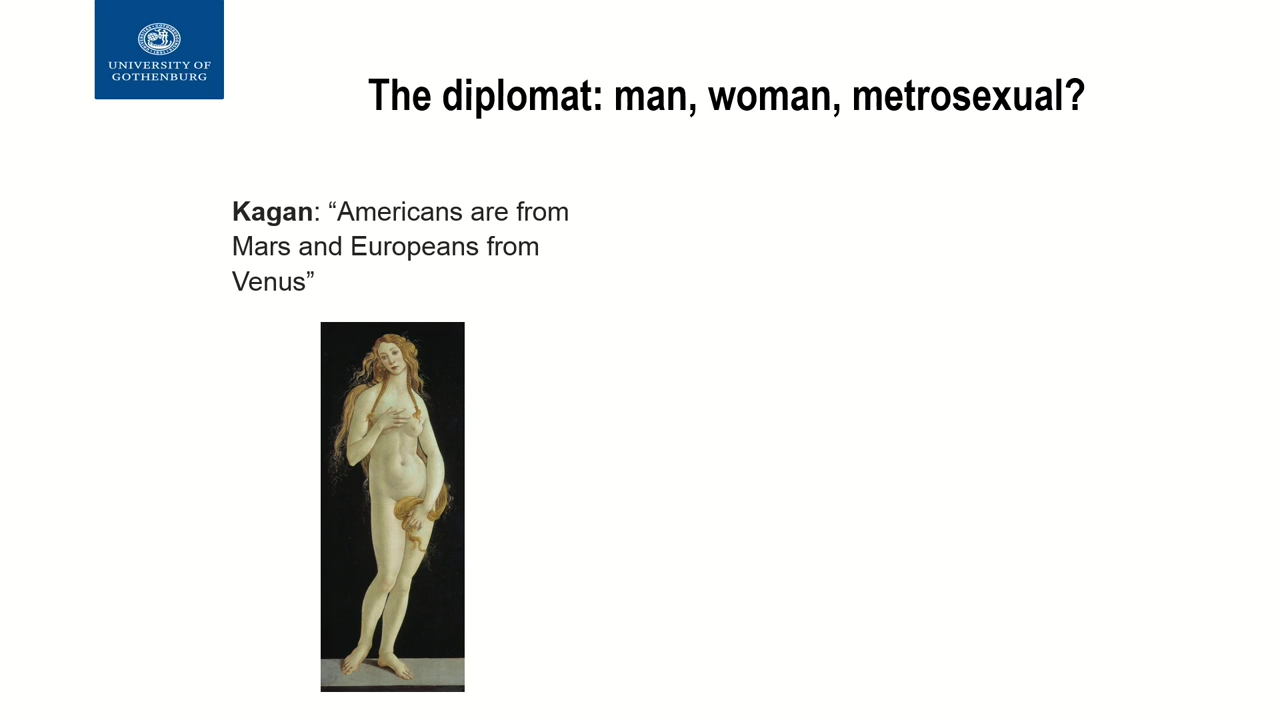 UNIVERSITY OF
GOTHENBURG
The diplomat: man, woman, metrosexual?
Kagan: “Americans are from
Mars and Europeans from
Venus”